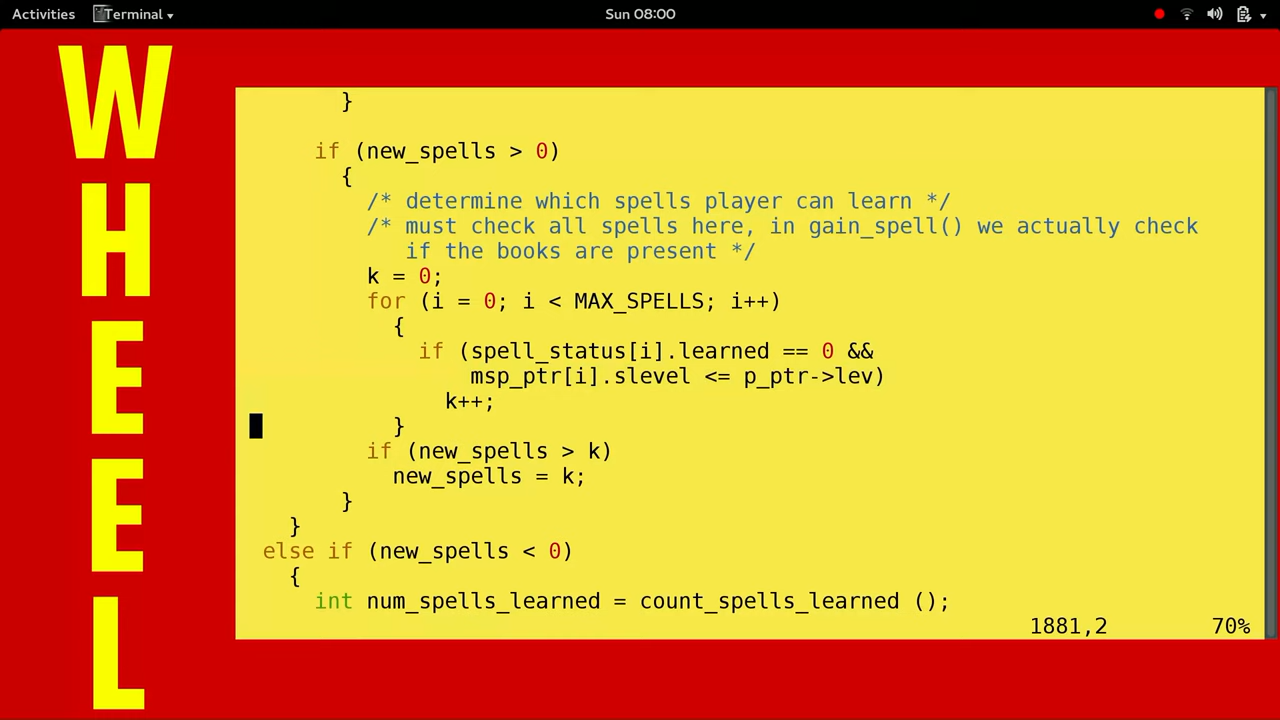 Activities Terminal Sun 08:00
WHEEL
}
if (new_spells > 0)
{
/* determine which spells player can learn */
/* must check all spells here, in gain_spell() we actually check
if the books are present */
k = 0;
for (i = 0; i < MAX_SPELLS; i++)
{
if (spell_status[i].learned == 0 &&
msp_ptr[i].slevel <= p_ptr->lev)
k++;
}
if (new_spells > k)
new_spells = k;
}
}
else if (new_spells < 0)
{
int num_spells_learned = count_spells_learned ();
1881,2 70%